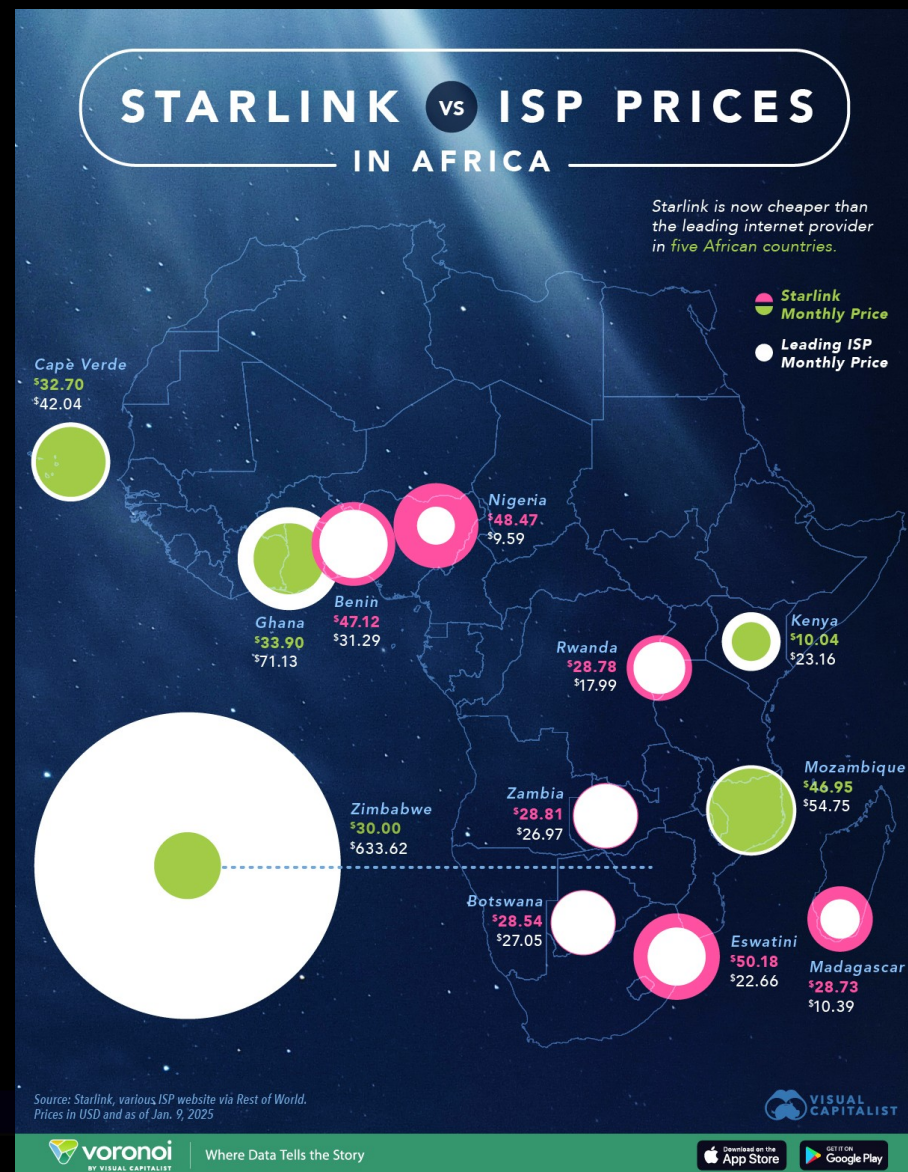 STARLINK VS ISP PRICES
IN AFRICA
Starlink is now cheaper than
the leading internet provider
in five African countries.
Starlink
Monthly Price
Leading ISP
Monthly Price
Cape Verde
$32.70
$42.04
Nigeria
$48.47
$9.59
Benin
$47.12
$31.29
Ghana
$33.90
$71.13
Kenya
$10.04
$23.16
Rwanda
$28.78
$17.99
Mozambique
$46.95
$54.75
Zambia
$28.81
$26.97
Zimbabwe
$30.00
$633.62
Botswana
$28.54
$27.05
Eswatini
$50.18
$22.66
Madagascar
$28.73
$10.39
Source: Starlink, various ISP website via Rest of World.
Prices in USD and as of Jan. 9, 2025
VISUAL
CAPITALIST
voronoi
BY VISUAL CAPITALIST
Where Data Tells the Story
Download on the
App Store
GET IT ON
Google Play